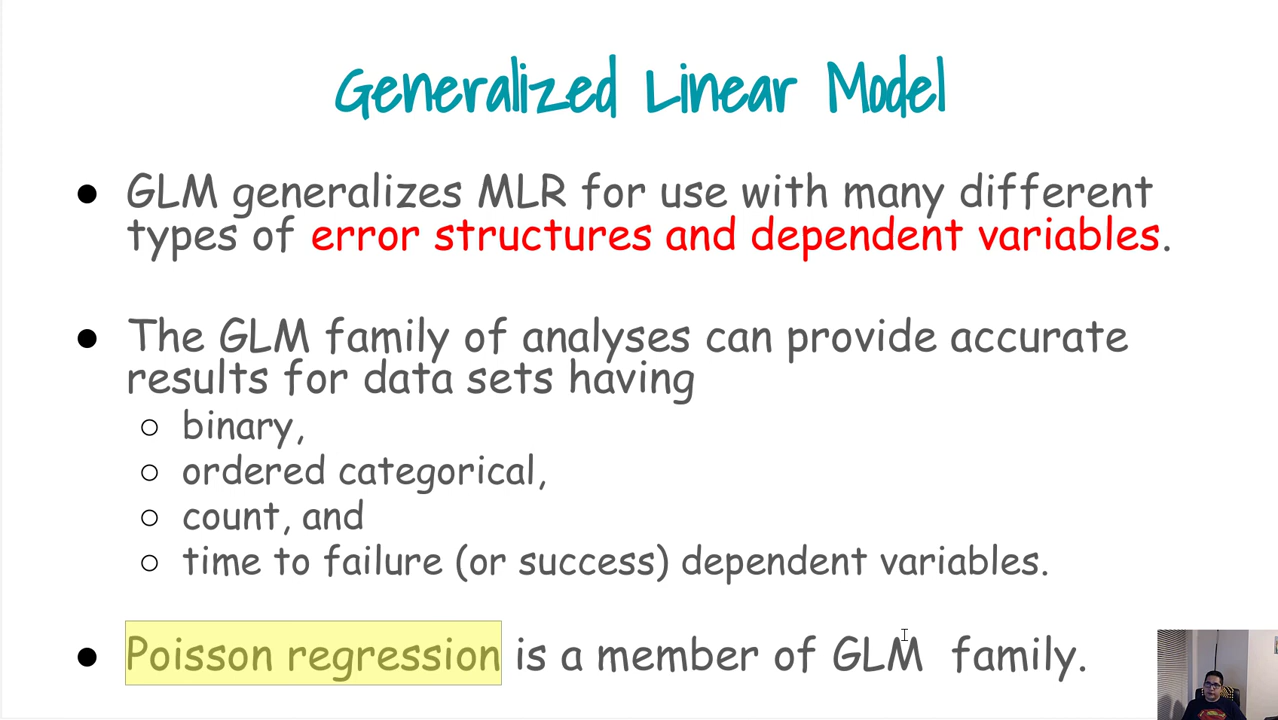 Generalized Linear Model
● GLM generalizes MLR for use with many different
types of error structures and dependent variables.
● The GLM family of analyses can provide accurate
results for data sets having
○ binary,
○ ordered categorical,
○ count, and
○ time to failure (or success) dependent variables.
● Poisson regression is a member of GLM family.